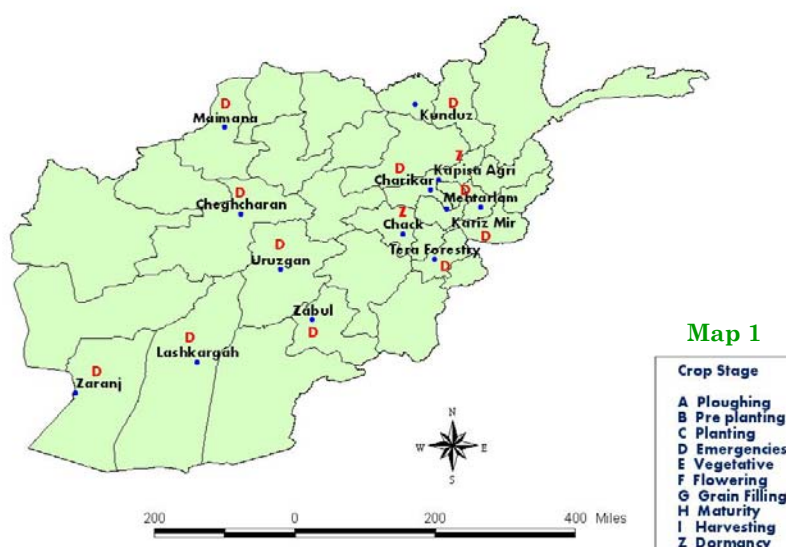 D
Maimana
D
Kunduz
Z
D
Kapisa Agri
Charikar
D
Mehtarlam
D
Cheghcharan
Z
Chack
Kariz Mir
D
D
Uruzgan
Tera Forestry
D
Zabul
D
D
Lashkargah
D
Zaranj
Map 1
Crop Stage
A Ploughing
B Pre planting
C Planting
D Emergencies
E Vegetative
F Flowering
G Grain Filling
H Maturity
I Harvesting
Z Dormancy
N
W E
S
200 0 200 400 Miles